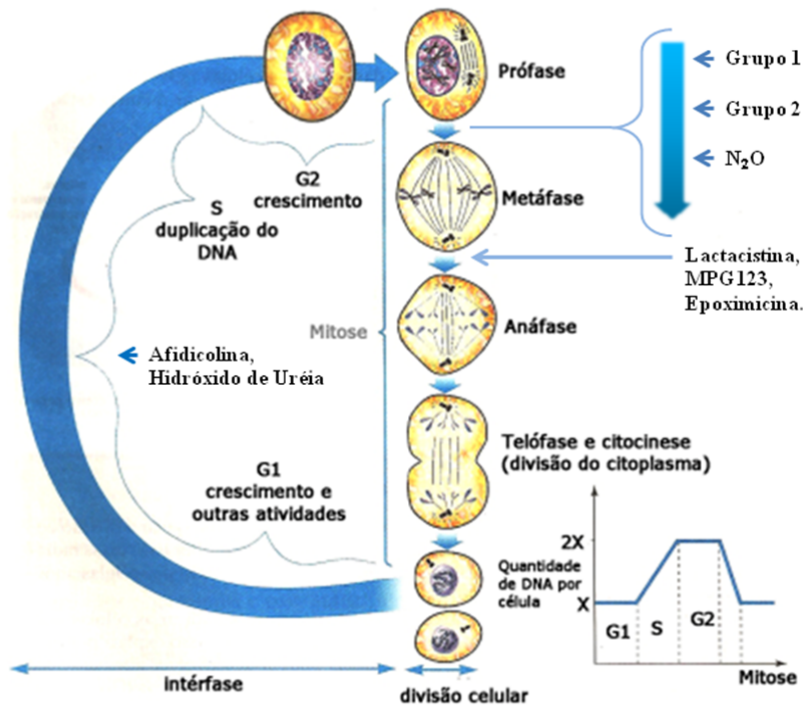 Prófase
Grupo 1
Grupo 2
N₂O
G2
crescimento
S
duplicação do
DNA
Metáfase
Lactacistina,
MPG123,
Epoximicina.
Mitose
Anáfase
Afidicolina,
Hidróxido de Uréia
Telófase e citocinese
(divisão do citoplasma)
G1
crescimento e
outras atividades
Quantidade
de DNA por
célula
2X
X
G1
S
G2
Mitose
intérfase
divisão celular